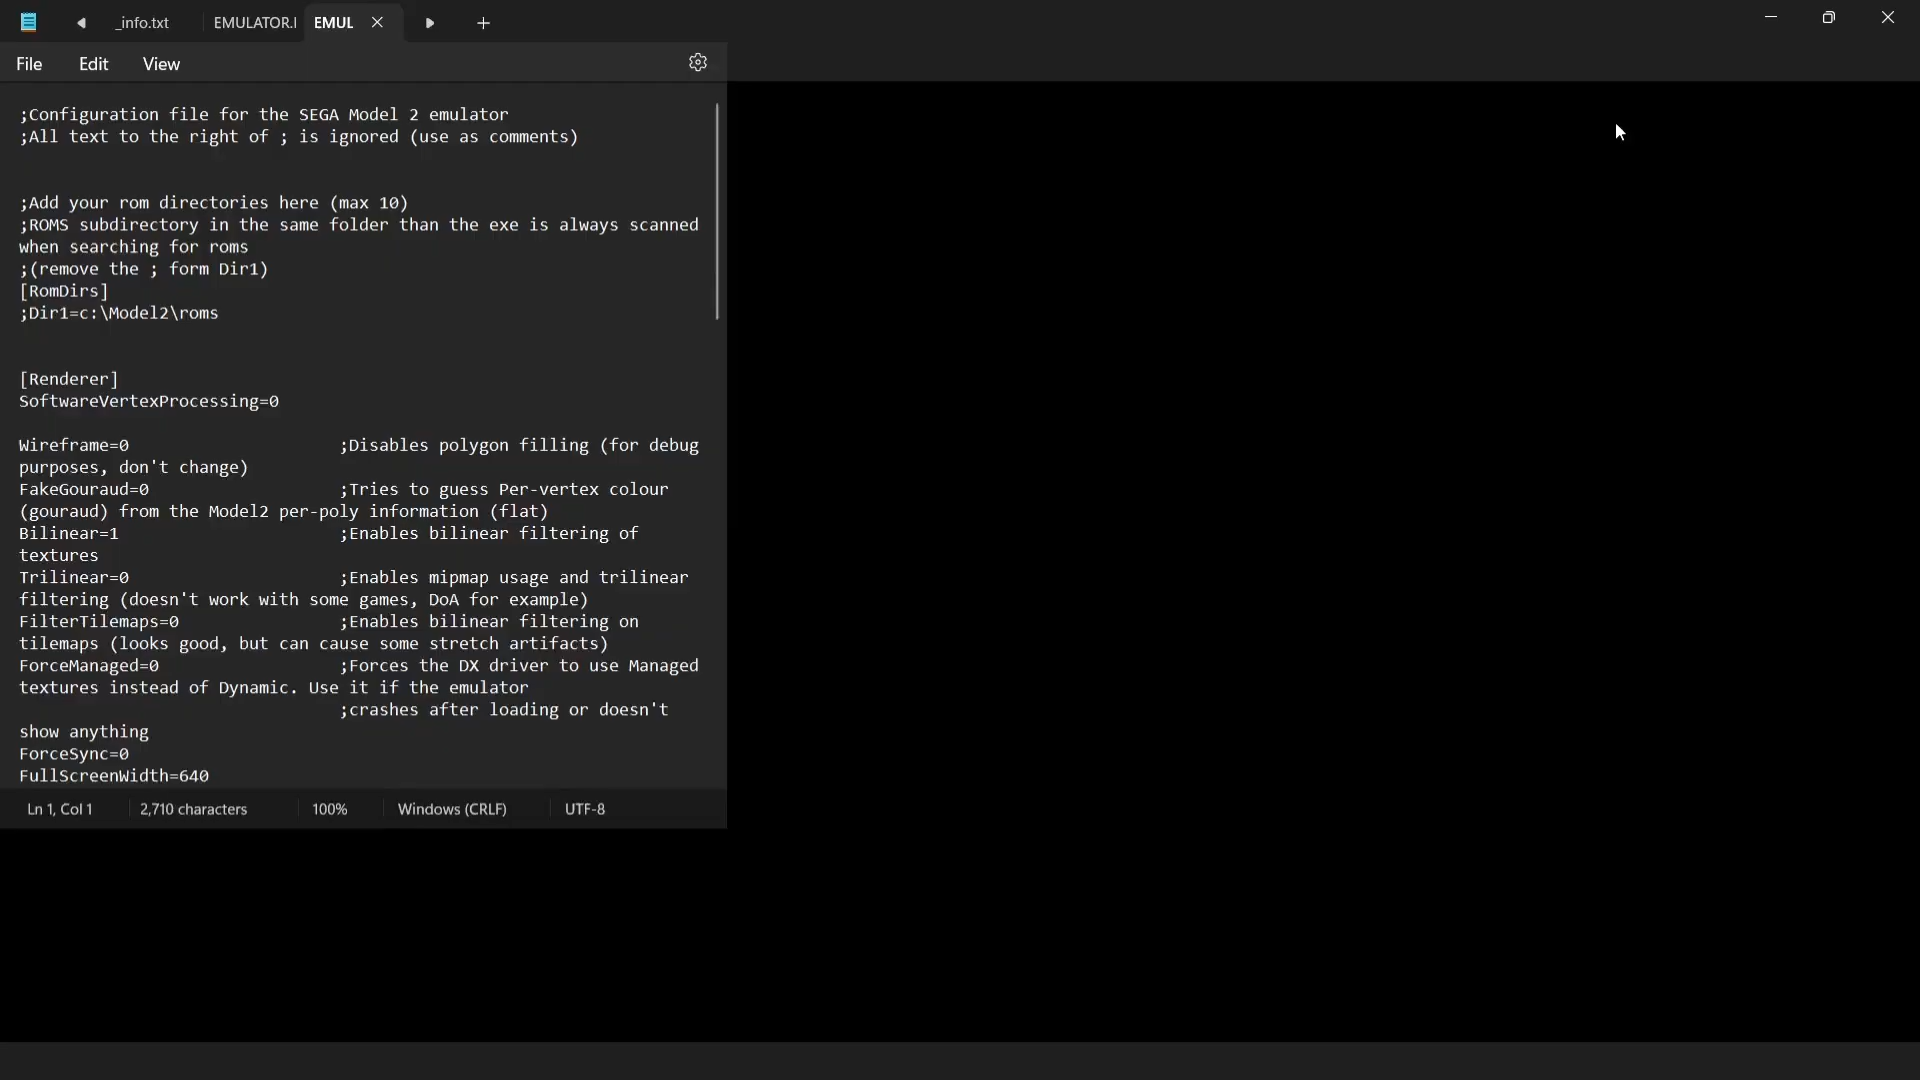 _info.txt
EMULATOR.I
EMUL
File Edit View
;Configuration file for the SEGA Model 2 emulator
;All text to the right of ; is ignored (use as comments)
;Add your rom directories here (max 10)
;ROMS subdirectory in the same folder than the exe is always scanned
when searching for roms
;(remove the ; form Dir1)
[RomDirs]
;Dir1=c:\Model2\roms
[Renderer]
SoftwareVertexProcessing=0
Wireframe=0 ;Disables polygon filling (for debug
purposes, don't change)
FakeGouraud=0 ;Tries to guess Per-vertex colour
(gouraud) from the Model2 per-poly information (flat)
Bilinear=1 ;Enables bilinear filtering of
textures
Trilinear=0 ;Enables mipmap usage and trilinear
filtering (doesn't work with some games, DoA for example)
FilterTilemaps=0 ;Enables bilinear filtering on
tilemaps (looks good, but can cause some stretch artifacts)
ForceManaged=0 ;Forces the DX driver to use Managed
textures instead of Dynamic. Use it if the emulator
;crashes after loading or doesn't
show anything
ForceSync=0
FullScreenWidth=640
Ln 1, Col 1 2,710 characters 100% Windows (CRLF) UTF-8